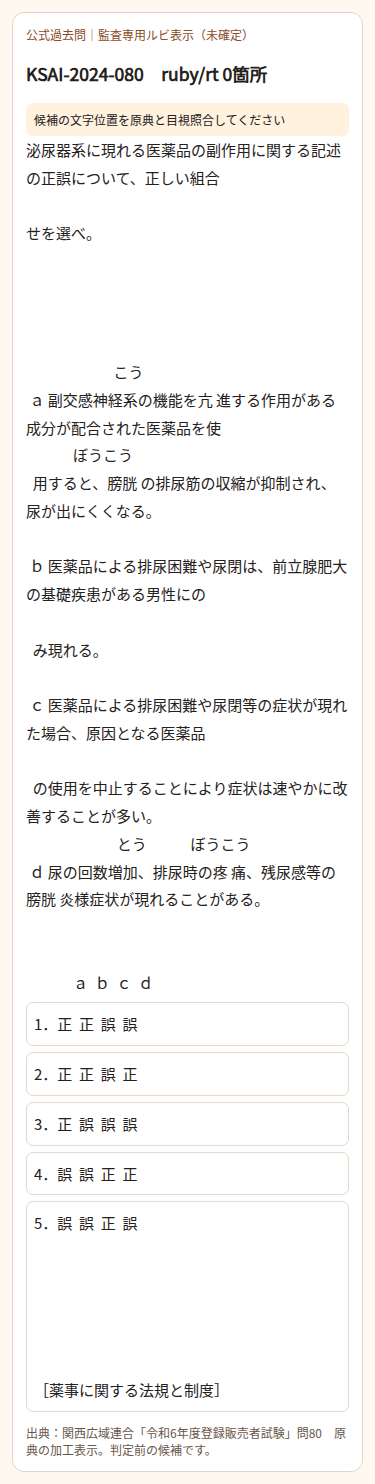 公式過去問｜監査専用ルビ表示（未確定）
KSAI-2024-080　ruby/rt 0箇所
候補の文字位置を原典と目視照合してください
泌尿器系に現れる医薬品の副作用に関する記述
の正誤について、正しい組合
せを選べ。
こう
a 副交感神経系の機能を亢 進する作用がある
成分が配合された医薬品を使
ぼうこう
用すると、膀胱 の排尿筋の収縮が抑制され、
尿が出にくくなる。
b 医薬品による排尿困難や尿閉は、前立腺肥大
の基礎疾患がある男性にの
み現れる。
c 医薬品による排尿困難や尿閉等の症状が現れ
た場合、原因となる医薬品
の使用を中止することにより症状は速やかに改
善することが多い。
とう　　　ぼうこう
d 尿の回数増加、排尿時の疼 痛、残尿感等の
膀胱 炎様症状が現れることがある。
a b c d
1. 正 正 誤 誤
2. 正 正 誤 正
3. 正 誤 誤 誤
4. 誤 誤 正 正
5. 誤 誤 正 誤
［薬事に関する法規と制度］
出典：関西広域連合「令和6年度登録販売者試験」問80　原
典の加工表示。判定前の候補です。